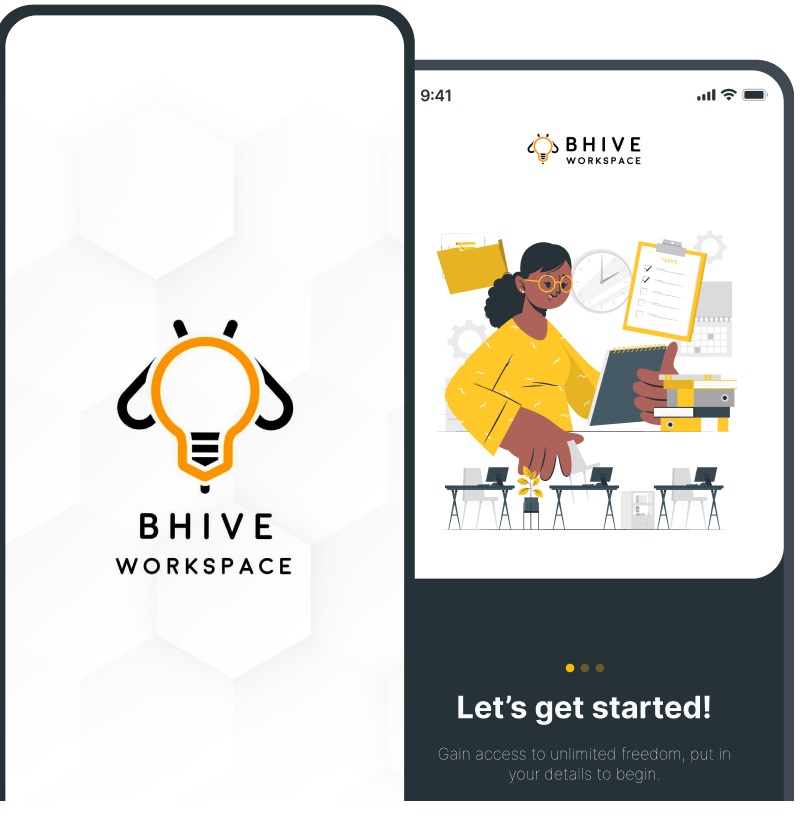 BHIVE
WORKSPACE
9:41
BHIVE
WORKSPACE
TASKS
Let’s get started!
Gain access to unlimited freedom, put in
your details to begin.